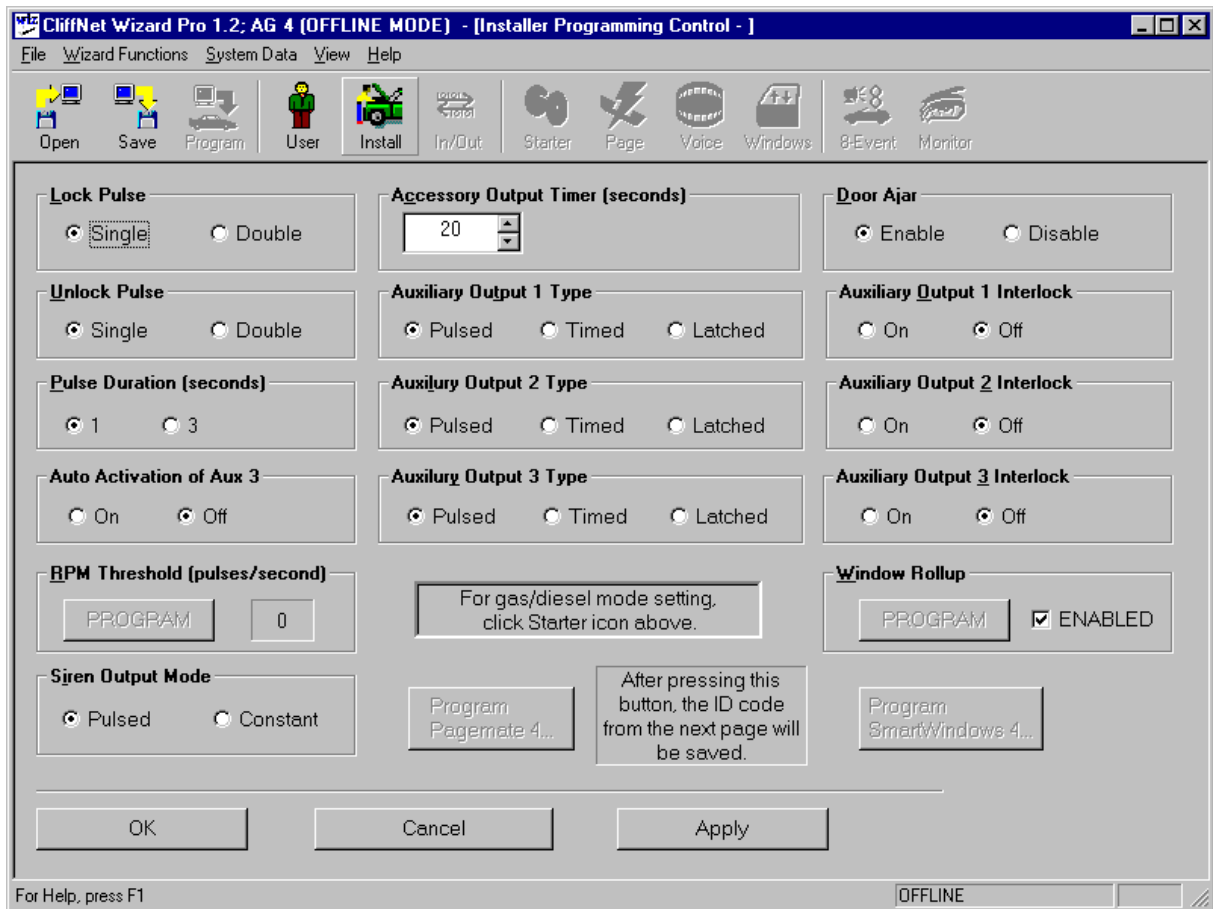 CliffNet Wizard Pro 1.2; AG 4 (OFFLINE MODE) - [Installer Programming Control - ]
File Wizard Functions System Data View Help
Open Save Program User Install In/Out Starter Page Voice Windows 8-Event Monitor
Lock Pulse
Single Double
Accessory Output Timer (seconds)
20
Door Ajar
Enable Disable
Unlock Pulse
Single Double
Auxiliary Output 1 Type
Pulsed Timed Latched
Auxiliary Output 1 Interlock
On Off
Pulse Duration (seconds)
1 3
Auxilury Output 2 Type
Pulsed Timed Latched
Auxiliary Output 2 Interlock
On Off
Auto Activation of Aux 3
On Off
Auxilury Output 3 Type
Pulsed Timed Latched
Auxiliary Output 3 Interlock
On Off
RPM Threshold (pulses/second)
PROGRAM 0
For gas/diesel mode setting,
click Starter icon above.
Window Rollup
PROGRAM ENABLED
Siren Output Mode
Pulsed Constant
Program
Pagemate 4...
After pressing this
button, the ID code
from the next page will
be saved.
Program
SmartWindows 4...
OK Cancel Apply
For Help, press F1
OFFLINE